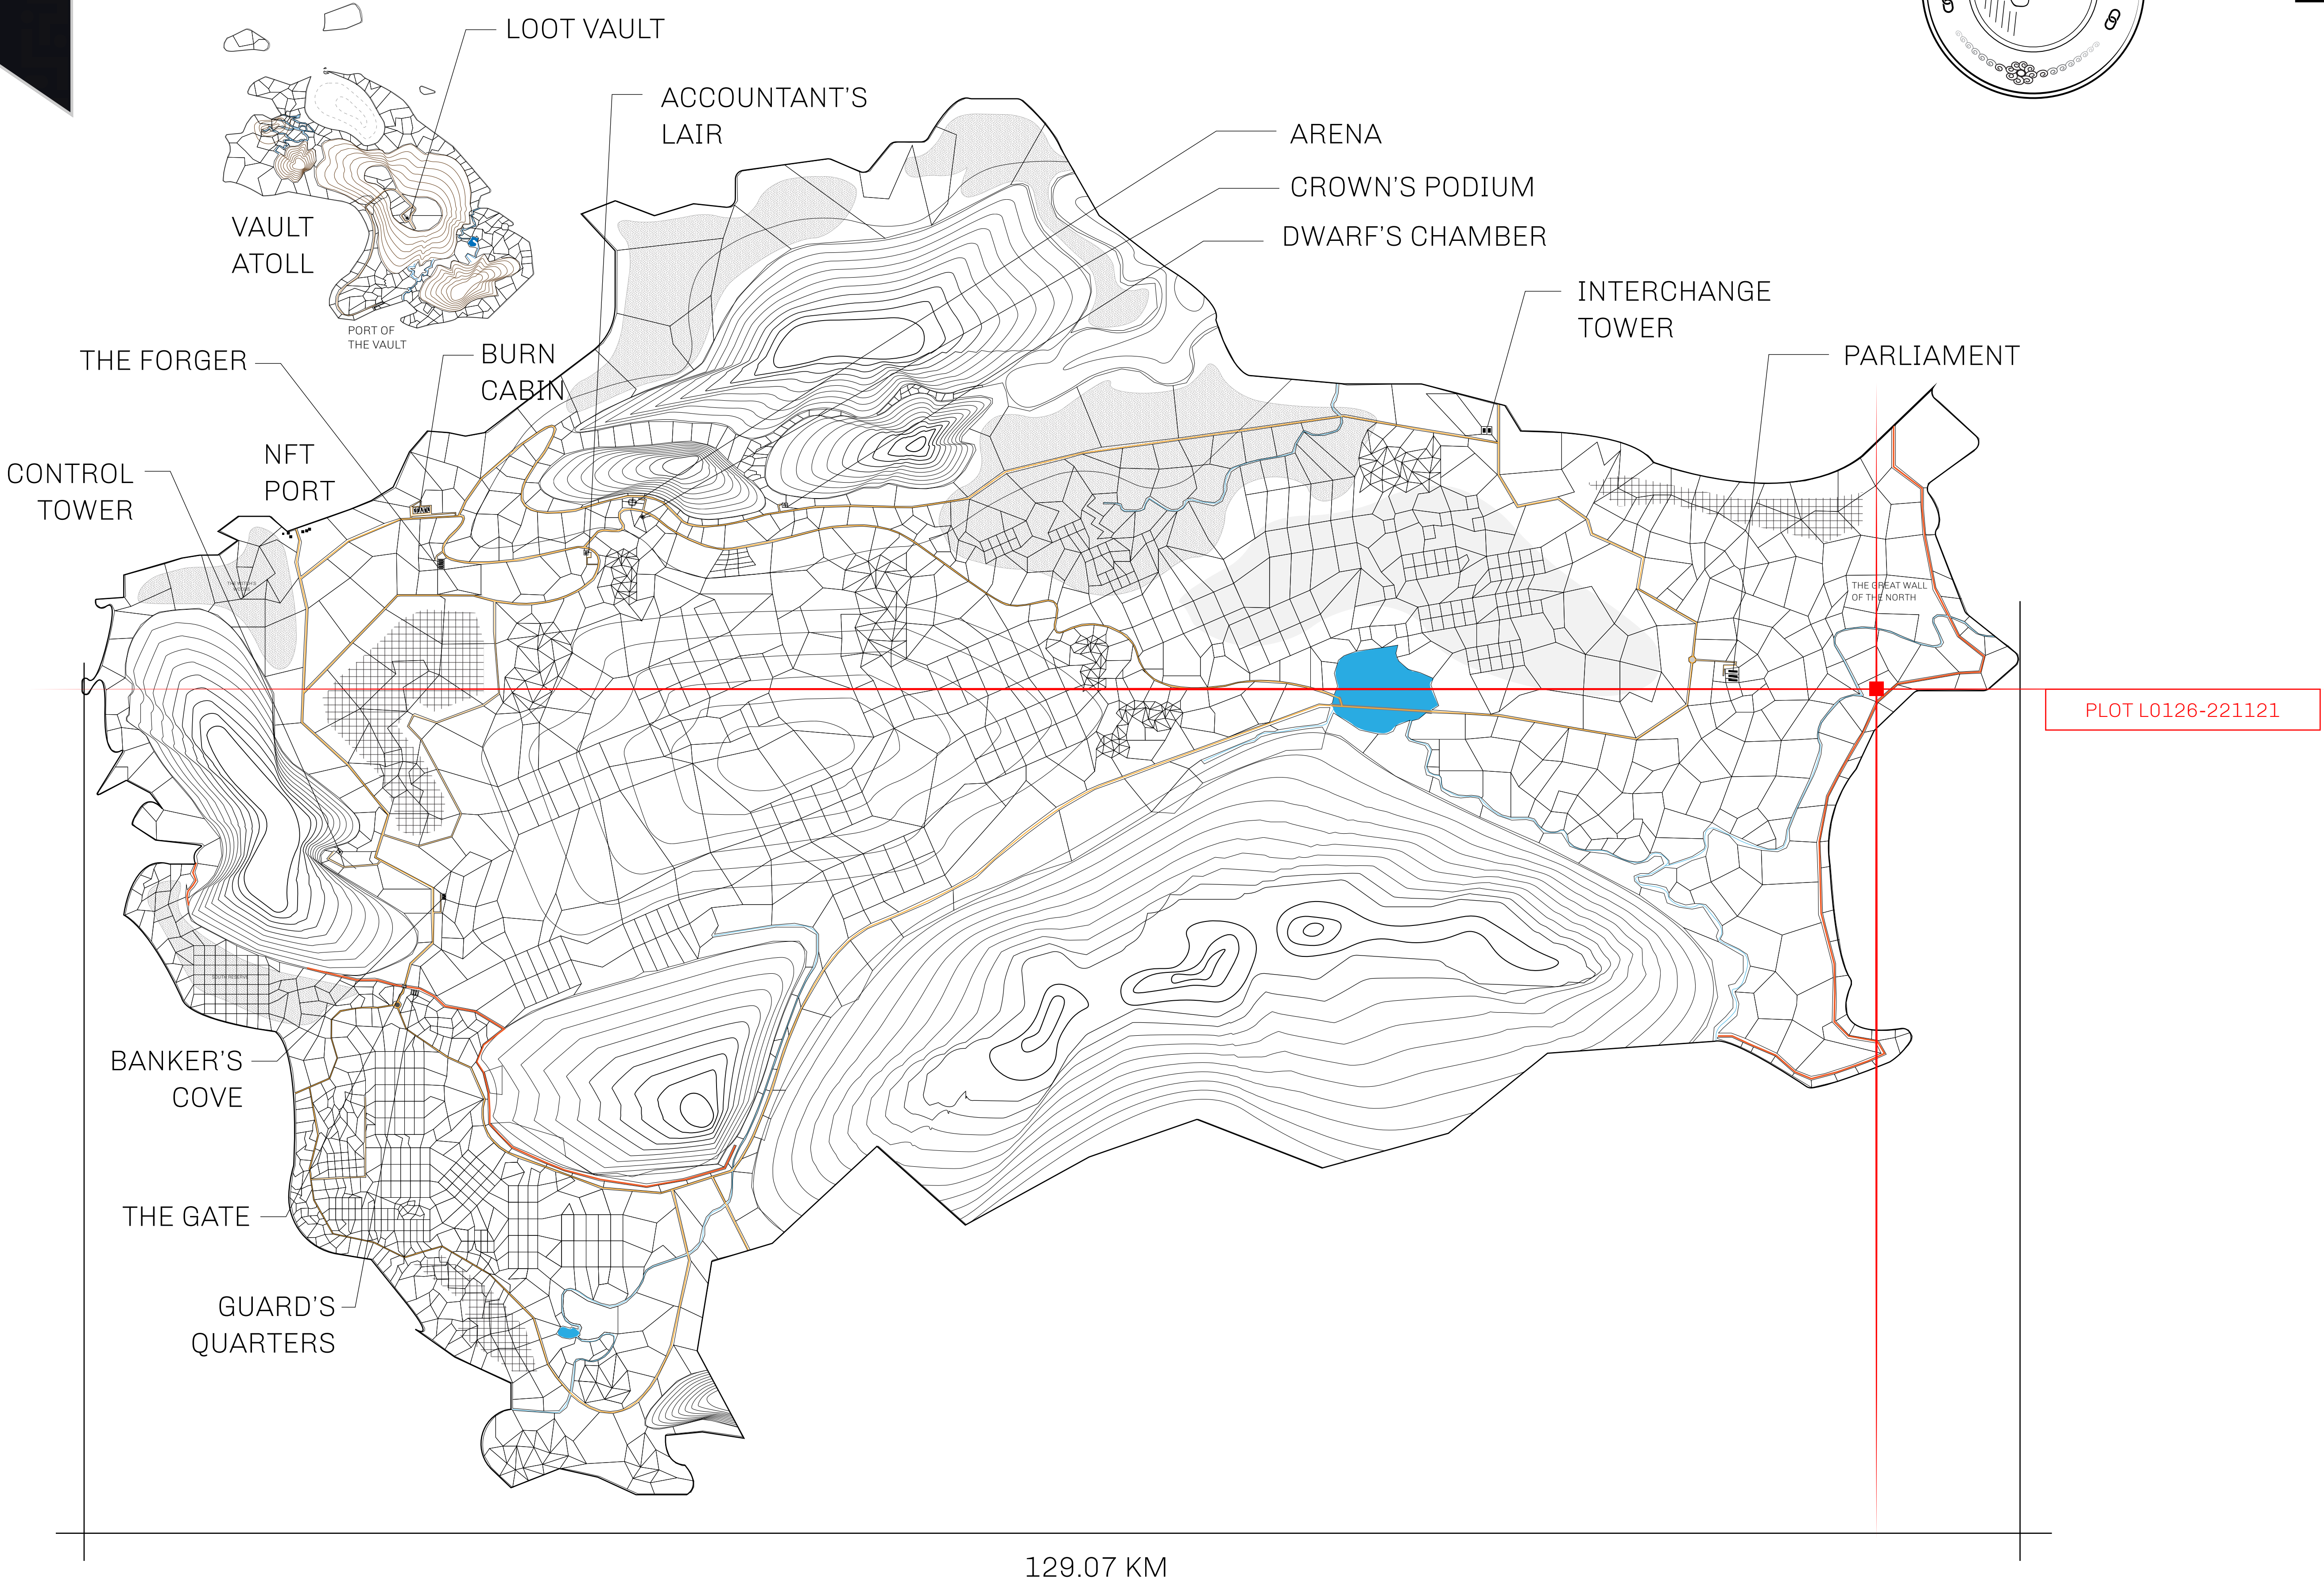 LOOT VAULT
ACCOUNTANT'S
LAIR
ARENA
CROWN'S PODIUM
DWARF'S CHAMBER
VAULT
ATOLL
INTERCHANGE
TOWER
PORT OF
THE VAULT
THE FORGER
BURN
CABIN
PARLIAMENT
NFT
PORT
CONTROL
TOWER
THE GREAT WALL
OF THE NORTH
PLOT L0126-221121
SOUTH RESERVE
BANKER'S
COVE
THE GATE
GUARD'S
QUARTERS
129.07 KM